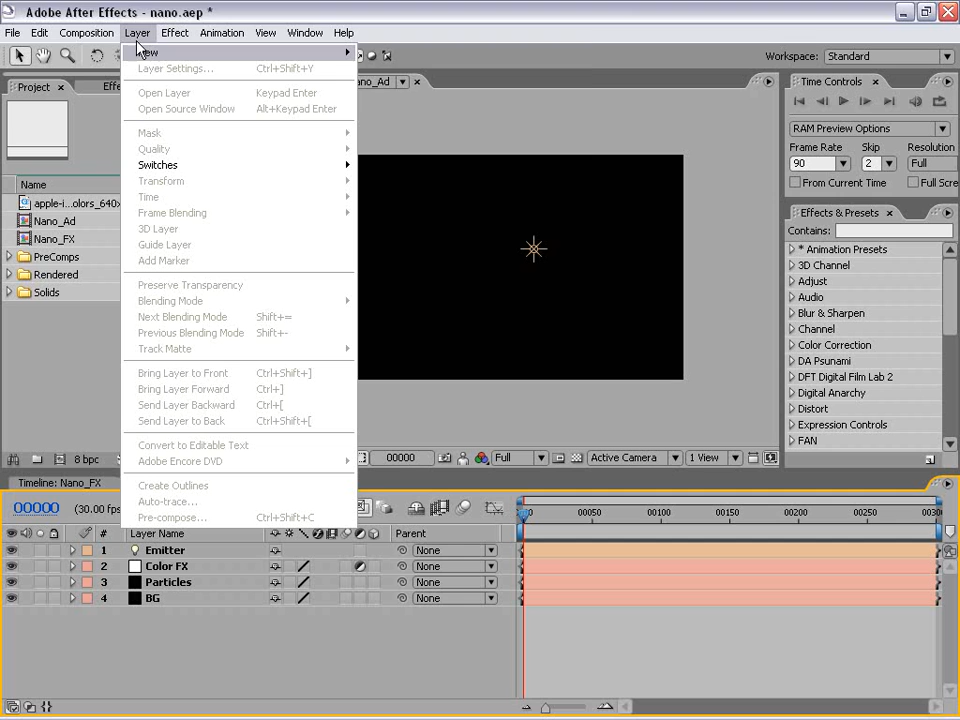 Adobe After Effects - nano.aep *
File Edit Composition Layer Effect Animation View Window Help
Workspace: Standard
Project
Effe
ano_Ad
Time Controls
RAM Preview Options
Frame Rate Skip Resolution
90 2 Full
From Current Time Full Scre
Effects & Presets
Contains:
* Animation Presets
3D Channel
Adjust
Audio
Blur & Sharpen
Channel
Color Correction
DA Psunami
DFT Digital Film Lab 2
Digital Anarchy
Distort
Expression Controls
FAN
Name
apple-i...olors_640x
Nano_Ad
Nano_FX
PreComps
Rendered
Solids
8 bpc
Layer Settings... Ctrl+Shift+Y
Open Layer Keypad Enter
Open Source Window Alt+Keypad Enter
Mask
Quality
Switches
Transform
Time
Frame Blending
3D Layer
Guide Layer
Add Marker
Preserve Transparency
Blending Mode
Next Blending Mode Shift+=
Previous Blending Mode Shift+-
Track Matte
Bring Layer to Front Ctrl+Shift+]
Bring Layer Forward Ctrl+]
Send Layer Backward Ctrl+[
Send Layer to Back Ctrl+Shift+[
Convert to Editable Text
Adobe Encore DVD
Create Outlines
Auto-trace...
Pre-compose... Ctrl+Shift+C
00000 Full Active Camera 1 View
Timeline: Nano_FX
00000 (30.00 fps
00050 00100 00150 00200 00250 0030
# Layer Name Parent
1 Emitter None
2 Color FX None
3 Particles None
4 BG None